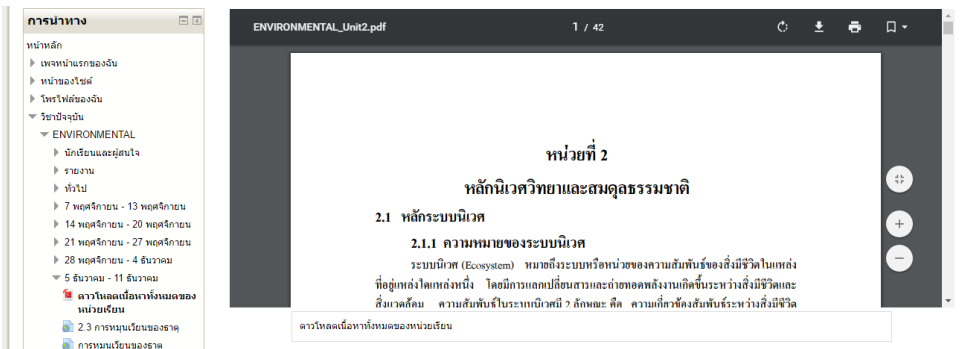 การนำทาง
หน้าหลัก
เพจหน้าแรกของฉัน
หน้าของไซต์
โพรไฟล์ของฉัน
วิชาปัจจุบัน
ENVIRONMENTAL
นักเรียนและผู้สนใจ
รายงาน
ทั่วไป
7 พฤศจิกายน - 13 พฤศจิกายน
14 พฤศจิกายน - 20 พฤศจิกายน
21 พฤศจิกายน - 27 พฤศจิกายน
28 พฤศจิกายน - 4 ธันวาคม
5 ธันวาคม - 11 ธันวาคม
ดาวโหลดเนื้อหาทั้งหมดของ
หน่วยเรียน
2.3 การหมุนเวียนของธาตุ
การหมุนเวียนของธาตุ
ENVIRONMENTAL_Unit2.pdf
1 / 42
หน่วยที่ 2
หลักนิเวศวิทยาและสมดุลธรรมชาติ
2.1 หลักระบบนิเวศ
2.1.1 ความหมายของระบบนิเวศ
ระบบนิเวศ (Ecosystem) หมายถึงระบบหรือหน่วยของความสัมพันธ์ของสิ่งมีชีวิตในแหล่ง
ที่อยู่แหล่งใดแหล่งหนึ่ง โดยมีการแลกเปลี่ยนสารและถ่ายทอดพลังงานเกิดขึ้นระหว่างสิ่งมีชีวิตและ
สิ่งแวดล้อม ความสัมพันธ์ในระบบนิเวศมี 2 ลักษณะ คือ ความเกี่ยวข้องสัมพันธ์ระหว่างสิ่งมีชีวิต
ดาวโหลดเนื้อหาทั้งหมดของหน่วยเรียน